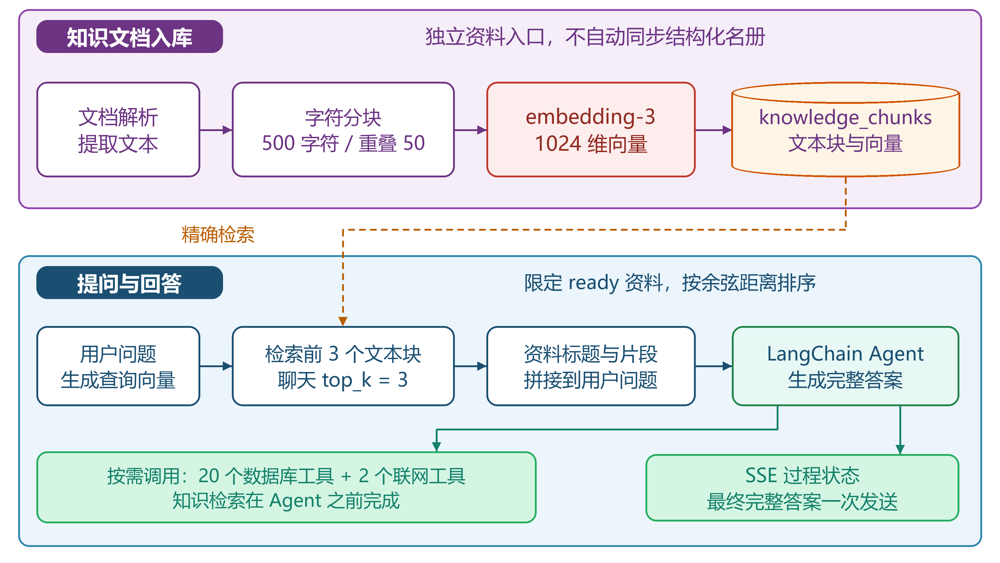 知识文档入库
独立资料入口，不自动同步结构化名册
文档解析
提取文本
字符分块
500 字符 / 重叠 50
embedding-3
1024 维向量
knowledge_chunks
文本块与向量
精确检索
提问与回答
限定 ready 资料，按余弦距离排序
用户问题
生成查询向量
检索前 3 个文本块
聊天 top_k = 3
资料标题与片段
拼接到用户问题
LangChain Agent
生成完整答案
按需调用：20 个数据库工具 + 2 个联网工具
知识检索在 Agent 之前完成
SSE 过程状态
最终完整答案一次发送